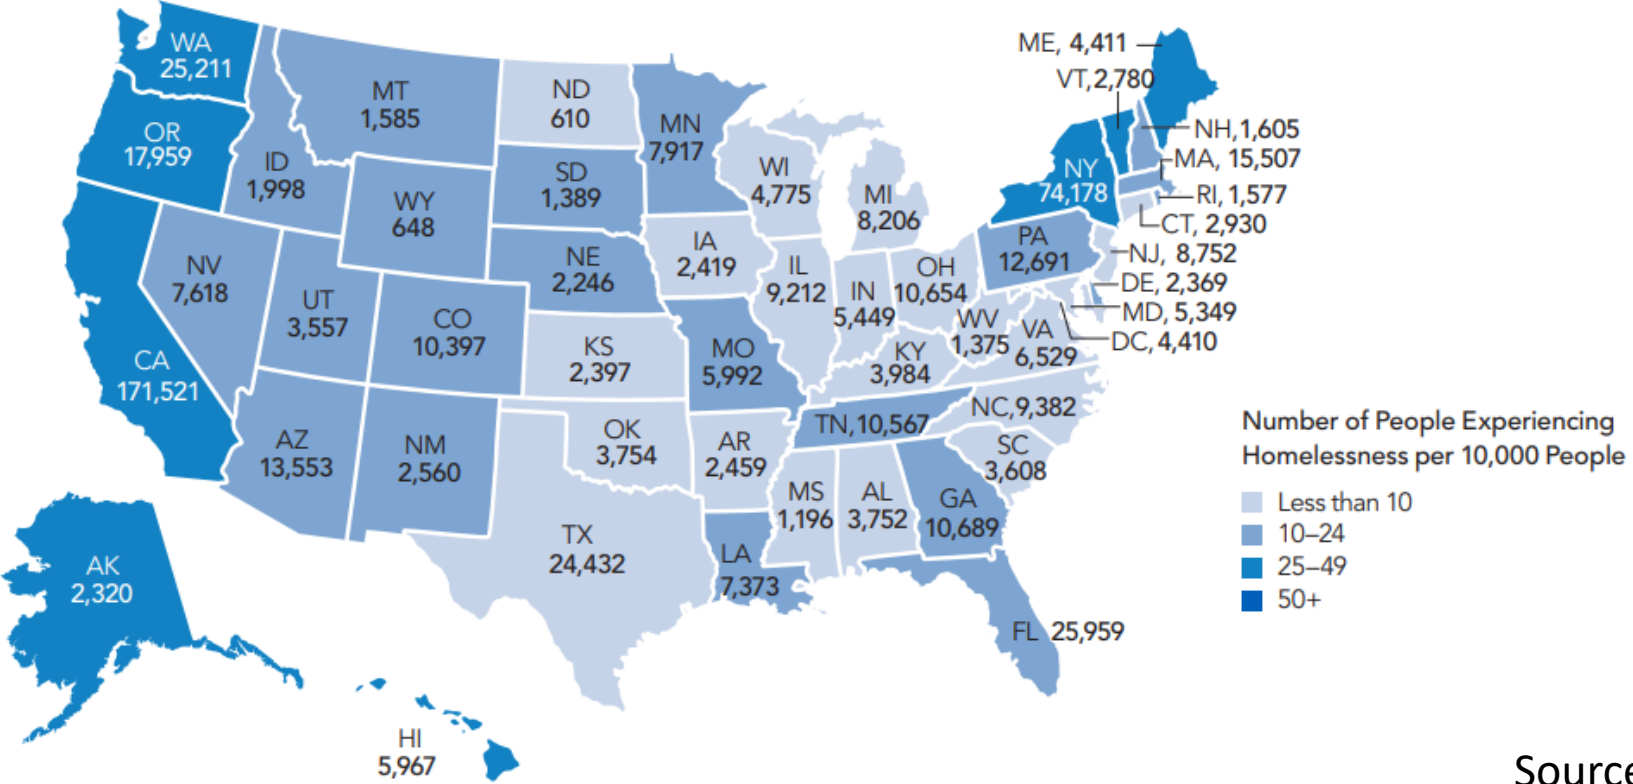 WA
25,211
OR
17,959
CA
171,521
ID
1,998
NV
7,618
MT
1,585
WY
648
UT
3,557
CO
10,397
AZ
13,553
NM
2,560
ND
610
SD
1,389
NE
2,246
KS
2,397
OK
3,754
TX
24,432
MN
7,917
IA
2,419
MO
5,992
AR
2,459
LA
7,373
WI
4,775
IL
9,212
MI
8,206
IN
5,449
OH
10,654
KY
3,984
WV
1,375
VA
6,529
TN, 10,567
NC, 9,382
SC
3,608
MS
1,196
AL
3,752
GA
10,689
FL 25,959
PA
12,691
NY
74,178
ME, 4,411
VT, 2,780
NH, 1,605
MA, 15,507
RI, 1,577
CT, 2,930
NJ, 8,752
DE, 2,369
MD, 5,349
DC, 4,410
AK
2,320
HI
5,967
Number of People Experiencing
Homelessness per 10,000 People
Less than 10
10–24
25–49
50+
Source